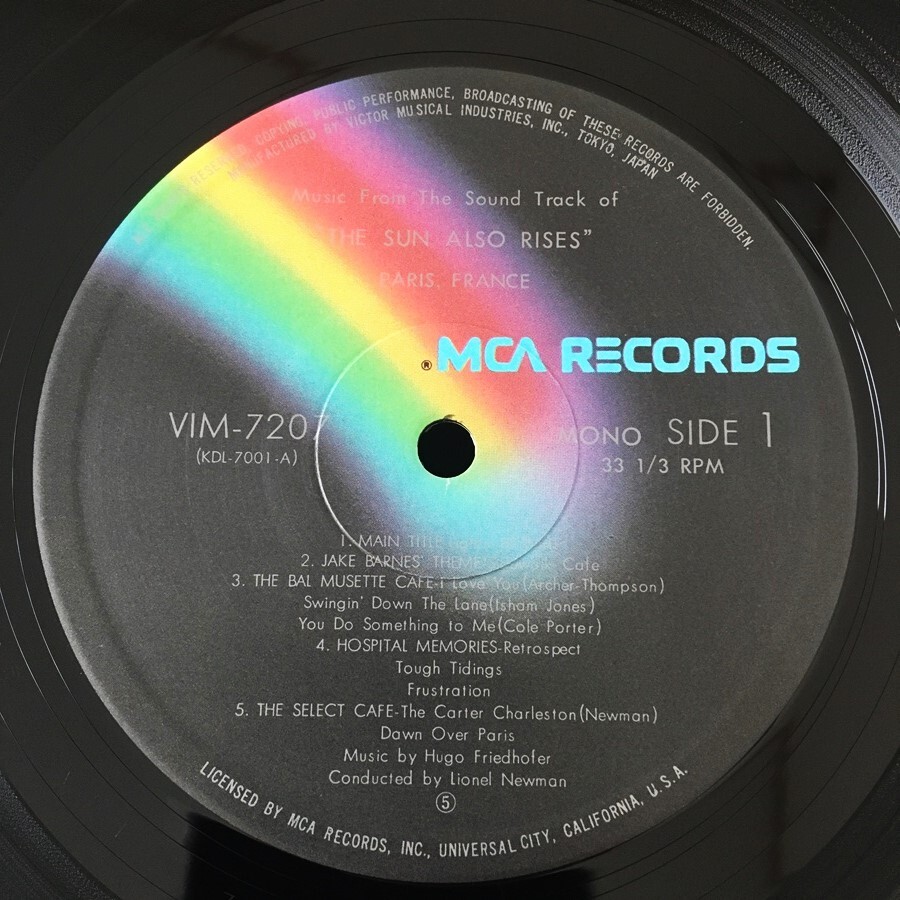 RESERVED. COPYING, PUBLIC PERFORMANCE, BROADCASTING OF THESE RECORDS ARE FORBIDDEN.
MANUFACTURED BY VICTOR MUSICAL INDUSTRIES, INC., TOKYO, JAPAN
Music From The Sound Track of
THE SUN ALSO RISES"
PARIS, FRANCE
®MCA RECORDS
VIM-7207
(KDL-7001-A)
MONO SIDE 1
33 1/3 RPM
1. MAIN TITLE
2. JAKE BARNES' THEME Cafe
3. THE BAL MUSETTE CAFE-I Love You(Archer-Thompson)
Swingin' Down The Lane(Isham Jones)
You Do Something to Me(Cole Porter)
4. HOSPITAL MEMORIES-Retrospect
Tough Tidings
Frustration
5. THE SELECT CAFE-The Carter Charleston(Newman)
Dawn Over Paris
Music by Hugo Friedhofer
Conducted by Lionel Newman
⑤
LICENSED BY MCA RECORDS, INC., UNIVERSAL CITY, CALIFORNIA, U.S.A.